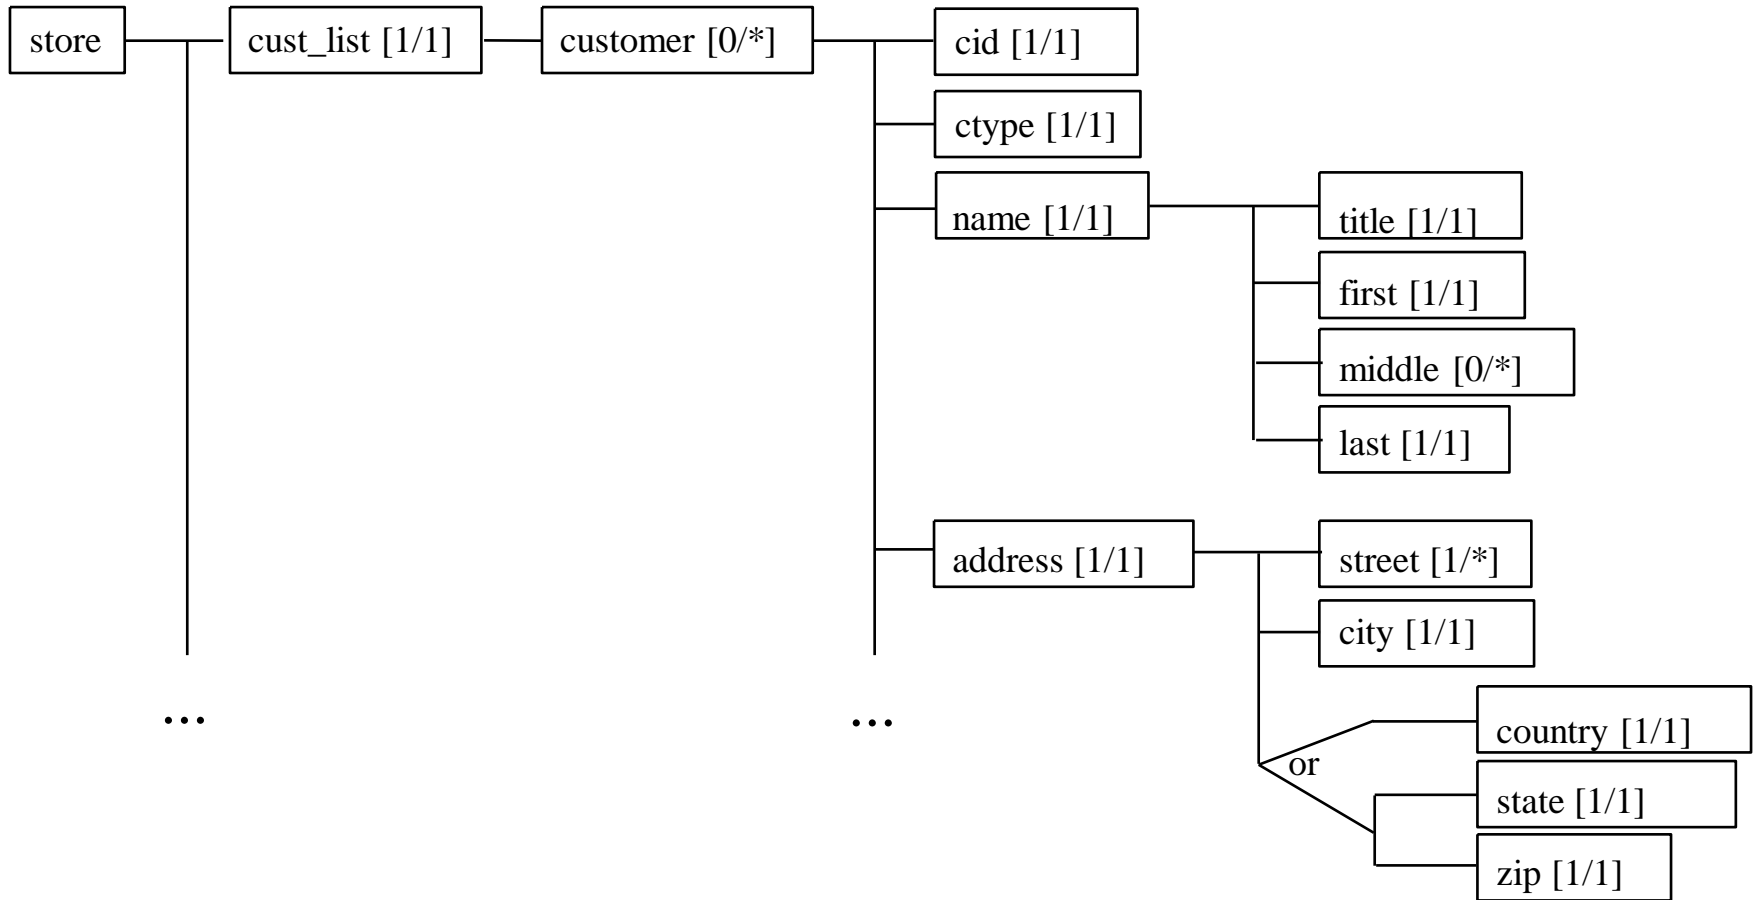 store
cust_list [1/1]
customer [0/*]
cid [1/1]
ctype [1/1]
name [1/1]
title [1/1]
first [1/1]
middle [0/*]
last [1/1]
address [1/1]
street [1/*]
city [1/1]
...
...
or
country [1/1]
state [1/1]
zip [1/1]